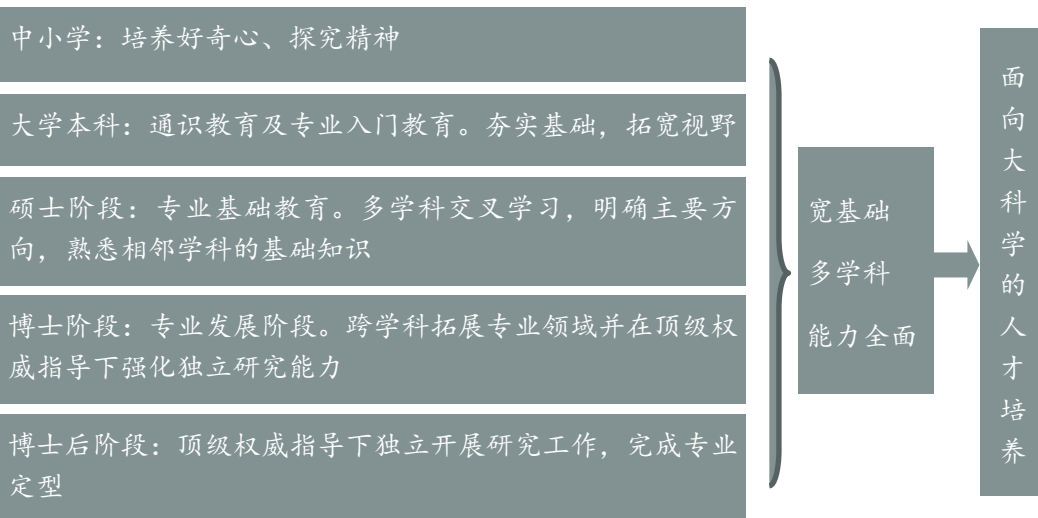 中小学：培养好奇心、探究精神
大学本科：通识教育及专业入门教育。夯实基础，拓宽视野
硕士阶段：专业基础教育。多学科交叉学习，明确主要方
向，熟悉相邻学科的基础知识
博士阶段：专业发展阶段。跨学科拓展专业领域并在顶级权
威指导下强化独立研究能力
博士后阶段：顶级权威指导下独立开展研究工作，完成专业
定型
宽基础
多学科
能力全面
面向大科学的人才培养